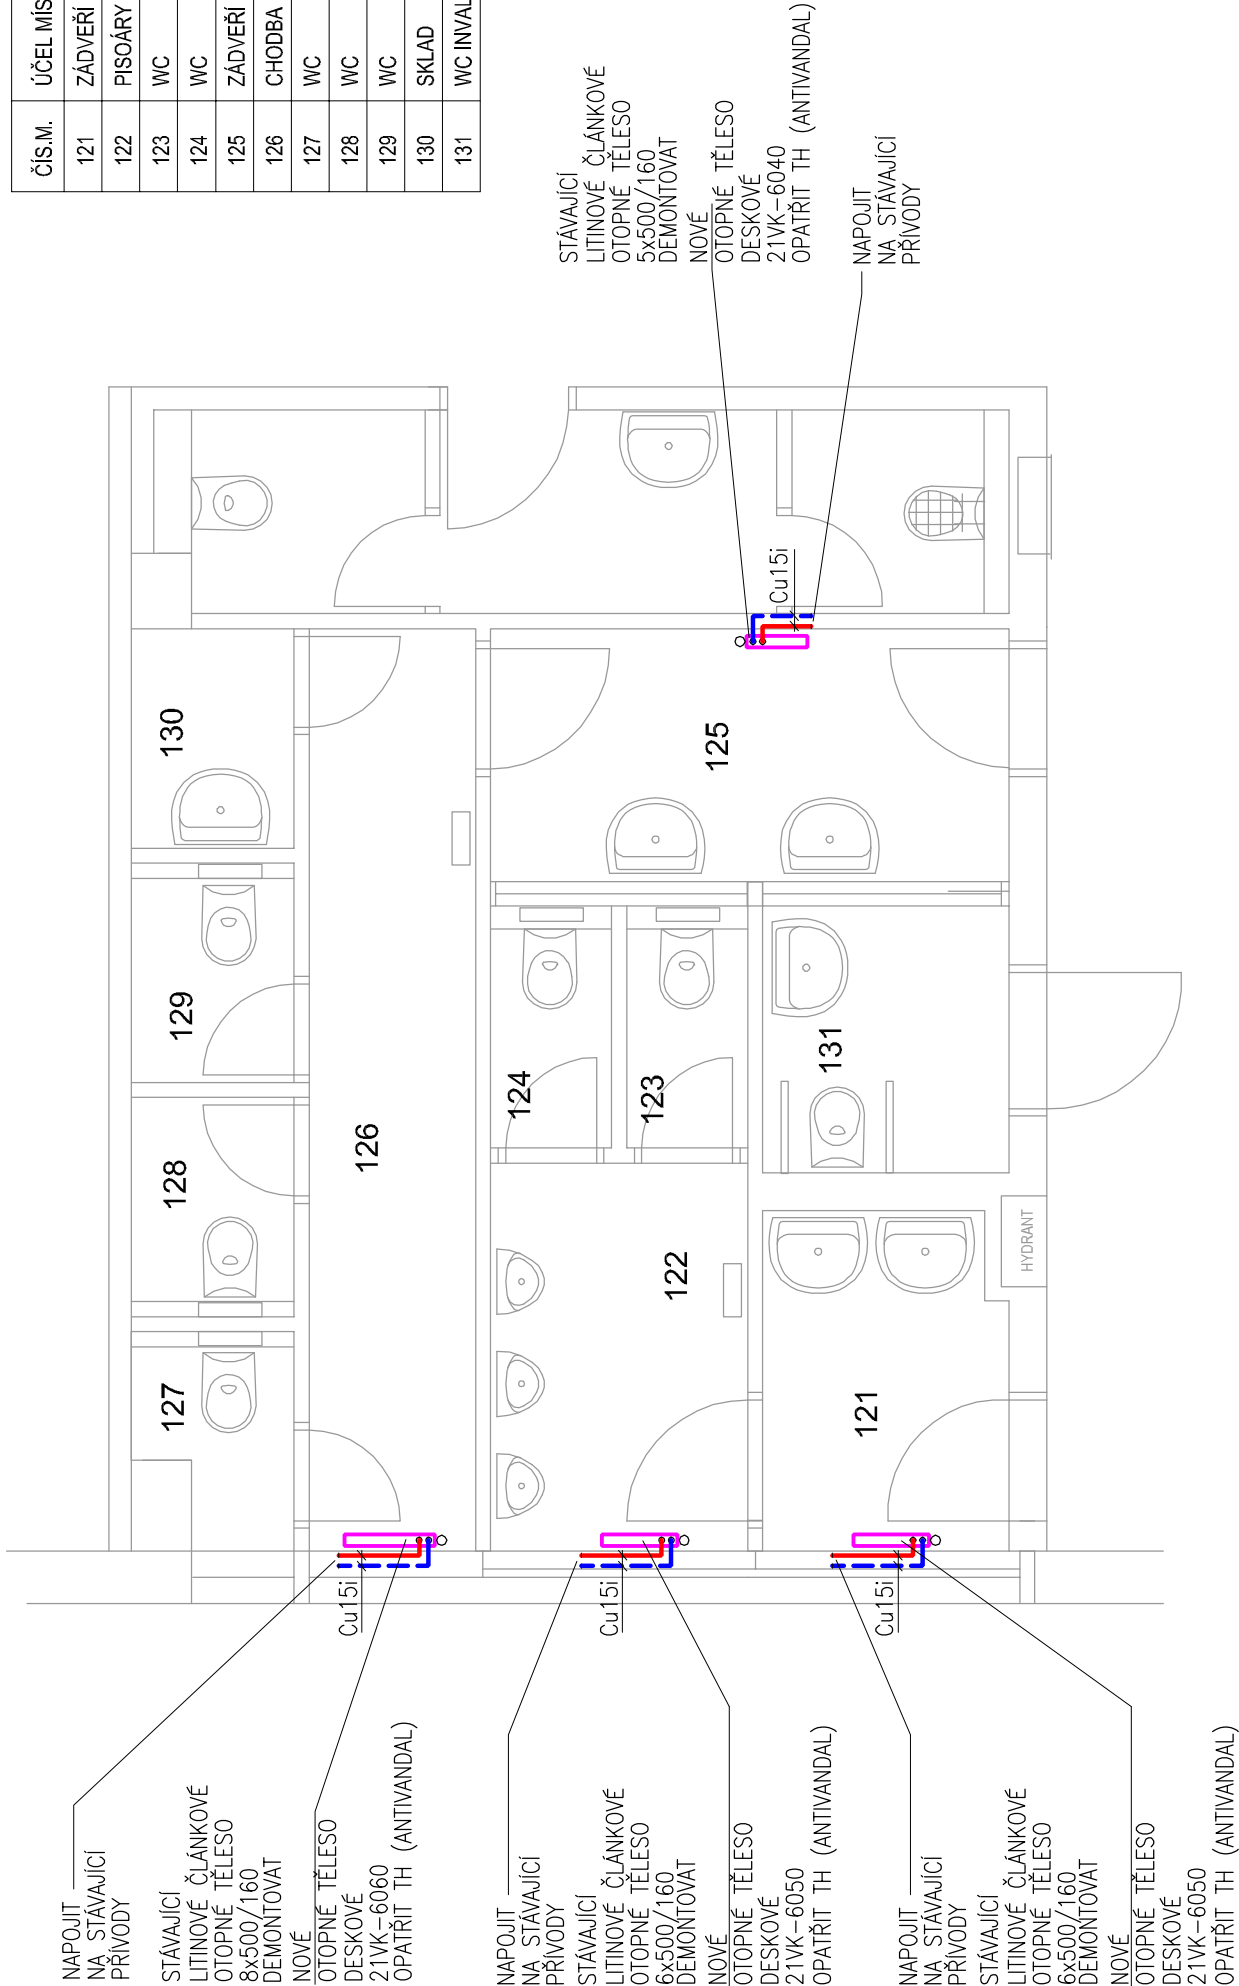 ČÍS.M. ÚČEL MÍS
121 ZÁDVEŘÍ
122 PISOÁRY
123 WC
124 WC
125 ZÁDVEŘÍ
126 CHODBA
127 WC
128 WC
129 WC
130 SKLAD
131 WC INVAL
STÁVAJÍCÍ
LITINOVÉ ČLÁNKOVÉ
OTOPNÉ TĚLESO
5x500/160
DEMONTOVAT
NOVÉ
OTOPNÉ TĚLESO
DESKOVÉ
21VK-6040
OPATŘIT TH (ANTIVANDAL)
NAPOJIT
NA STÁVAJÍCÍ
PŘÍVODY
Cu15i
130
125
129
124
123
131
128
126
122
HYDRANT
127
121
Cu15i
Cu15i
Cu15i
NAPOJIT
NA STÁVAJÍCÍ
PŘÍVODY
STÁVAJÍCÍ
LITINOVÉ ČLÁNKOVÉ
OTOPNÉ TĚLESO
8x500/160
DEMONTOVAT
NOVÉ
OTOPNÉ TĚLESO
DESKOVÉ
21VK-6060
OPATŘIT TH (ANTIVANDAL)
NAPOJIT
NA STÁVAJÍCÍ
PŘÍVODY
STÁVAJÍCÍ
LITINOVÉ ČLÁNKOVÉ
OTOPNÉ TĚLESO
6x500/160
DEMONTOVAT
NOVÉ
OTOPNÉ TĚLESO
DESKOVÉ
21VK-6050
OPATŘIT TH (ANTIVANDAL)
NAPOJIT
NA STÁVAJÍCÍ
PŘÍVODY
STÁVAJÍCÍ
LITINOVÉ ČLÁNKOVÉ
OTOPNÉ TĚLESO
6x500/160
DEMONTOVAT
NOVÉ
OTOPNÉ TĚLESO
DESKOVÉ
21VK-6050
OPATŘIT TH (ANTIVANDAL)